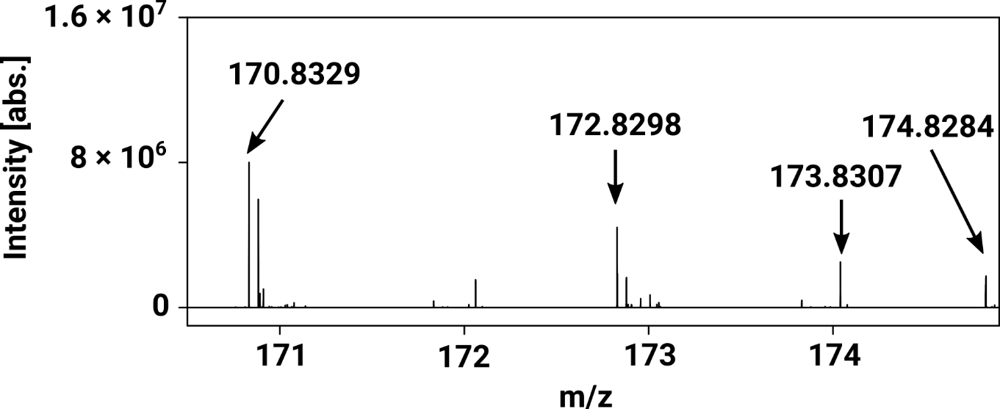 1.6 × 10⁷
170.8329
172.8298
174.8284
8 × 10⁶
173.8307
0
171
172
173
174
m/z
Intensity [abs.]